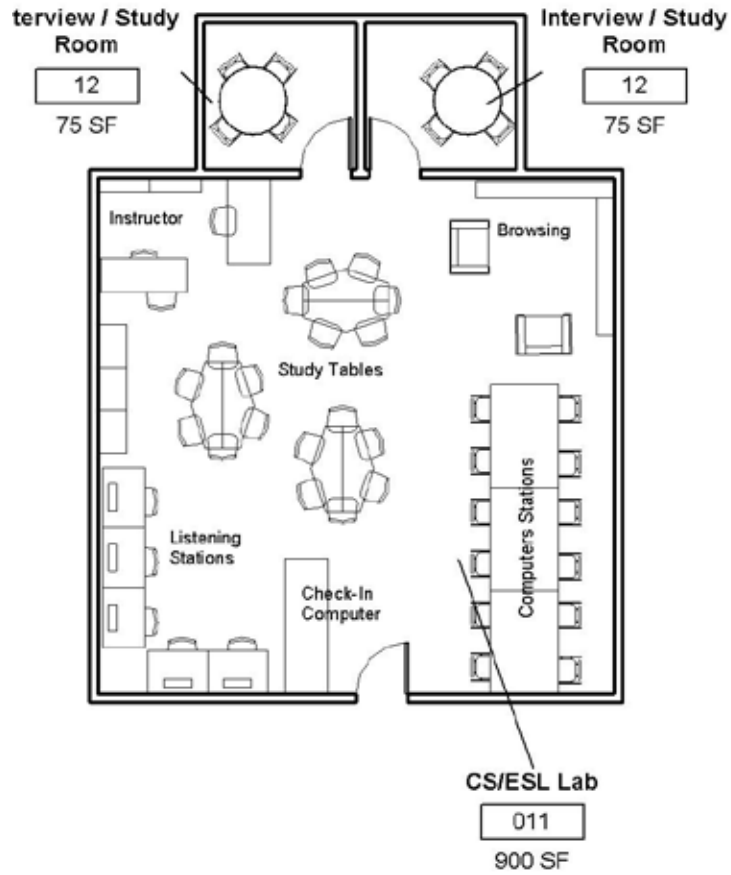 terview / Study
Room
12
75 SF
Interview / Study
Room
12
75 SF
Instructor
Browsing
Study Tables
Computers Stations
Listening
Stations
Check-In
Computer
CS/ESL Lab
011
900 SF